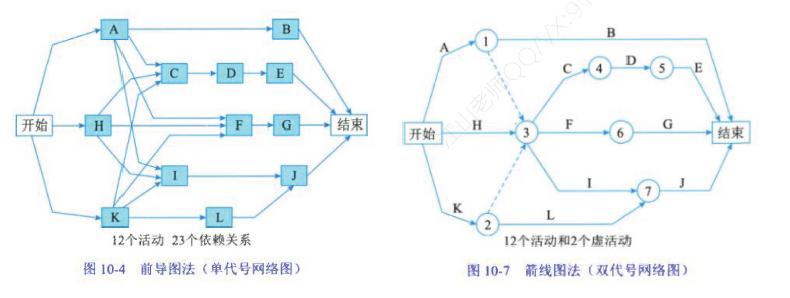 A
B
C
D
E
开始
H
F
G
结束
I
J
K
L
12个活动 23个依赖关系
图 10-4 前导图法（单代号网络图）
A
1
B
C
4
D
5
E
开始
H
3
F
6
G
结束
I
7
J
K
2
L
12个活动和2个虚活动
图 10-7 箭线图法（双代号网络图）